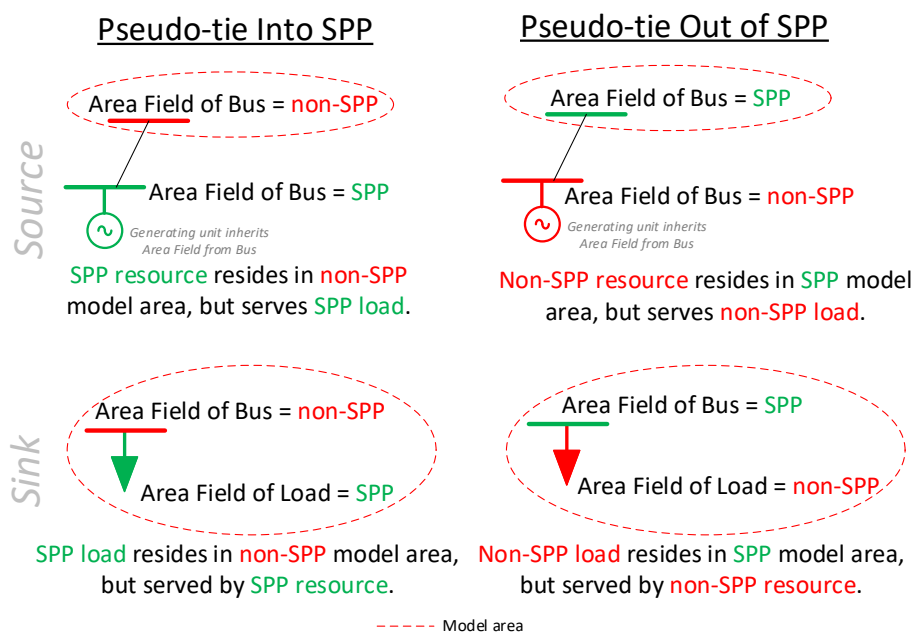 Pseudo-tie Into SPP
Pseudo-tie Out of SPP
Source
Area Field of Bus = non-SPP
Area Field of Bus = SPP
Generating unit inherits
Area Field from Bus
SPP resource resides in non-SPP
model area, but serves SPP load.
Area Field of Bus = SPP
Area Field of Bus = non-SPP
Generating unit inherits
Area Field from Bus
Non-SPP resource resides in SPP model
area, but serves non-SPP load.
Sink
Area Field of Bus = non-SPP
Area Field of Load = SPP
SPP load resides in non-SPP model area,
but served by SPP resource.
Area Field of Bus = SPP
Area Field of Load = non-SPP
Non-SPP load resides in SPP model area,
but served by non-SPP resource.
Model area